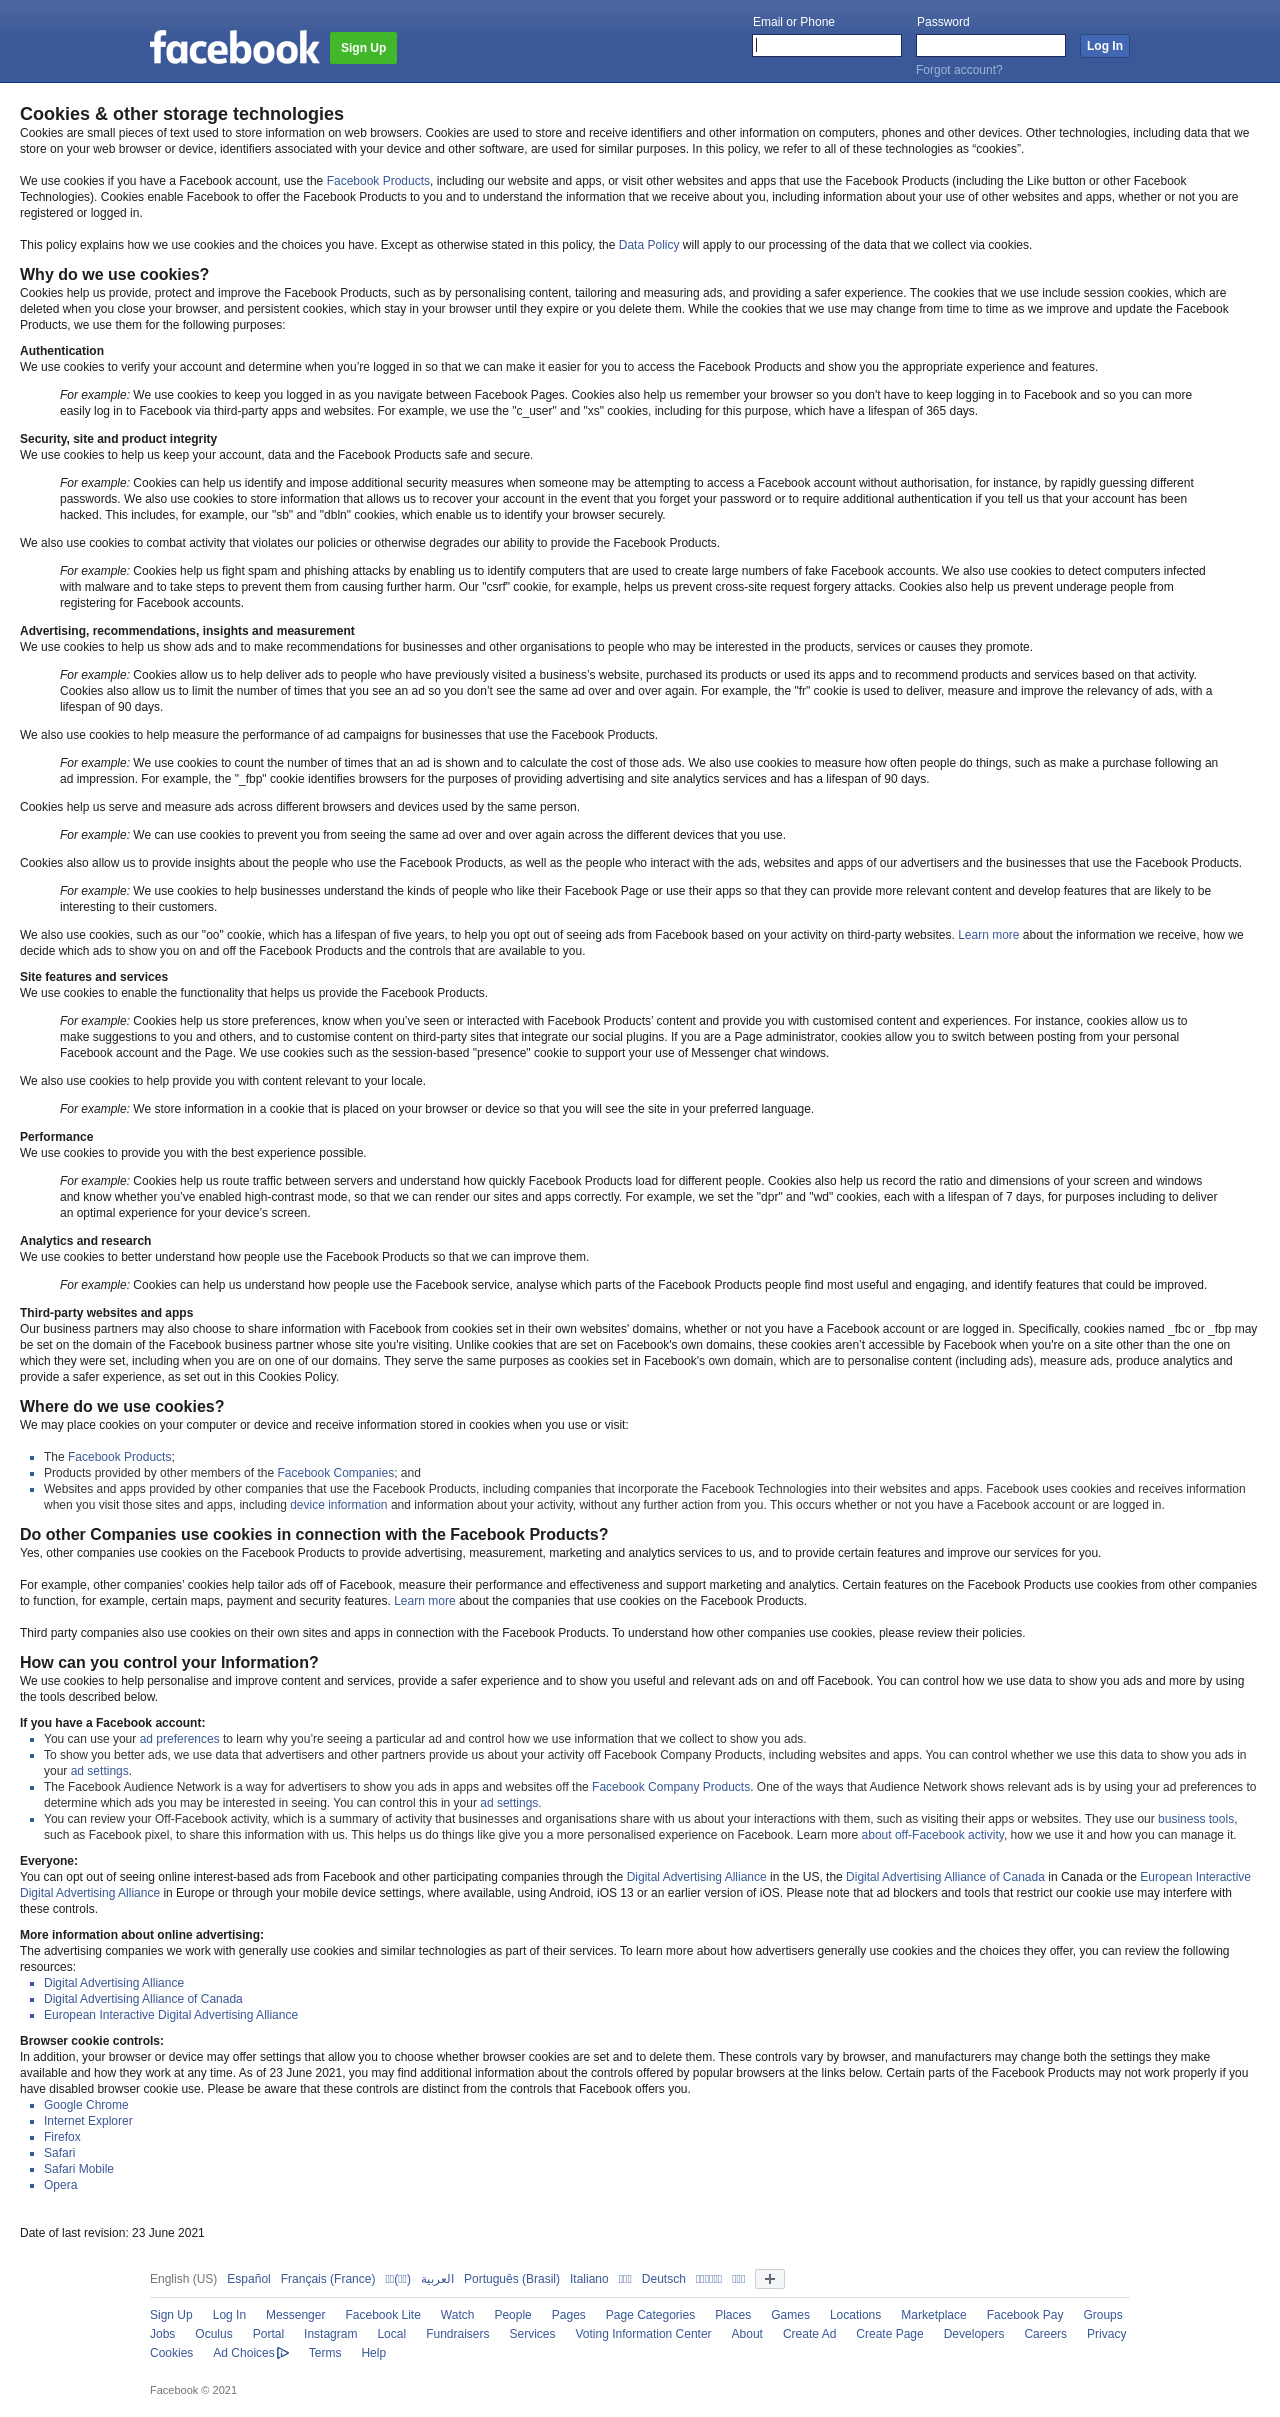 facebook
Sign Up
Email or Phone
Password
Log In
Forgot account?
Cookies & other storage technologies
Cookies are small pieces of text used to store information on web browsers. Cookies are used to store and receive identifiers and other information on computers, phones and other devices. Other technologies, including data that we
store on your web browser or device, identifiers associated with your device and other software, are used for similar purposes. In this policy, we refer to all of these technologies as “cookies”.
We use cookies if you have a Facebook account, use the Facebook Products, including our website and apps, or visit other websites and apps that use the Facebook Products (including the Like button or other Facebook
Technologies). Cookies enable Facebook to offer the Facebook Products to you and to understand the information that we receive about you, including information about your use of other websites and apps, whether or not you are
registered or logged in.
This policy explains how we use cookies and the choices you have. Except as otherwise stated in this policy, the Data Policy will apply to our processing of the data that we collect via cookies.
Why do we use cookies?
Cookies help us provide, protect and improve the Facebook Products, such as by personalising content, tailoring and measuring ads, and providing a safer experience. The cookies that we use include session cookies, which are
deleted when you close your browser, and persistent cookies, which stay in your browser until they expire or you delete them. While the cookies that we use may change from time to time as we improve and update the Facebook
Products, we use them for the following purposes:
Authentication
We use cookies to verify your account and determine when you’re logged in so that we can make it easier for you to access the Facebook Products and show you the appropriate experience and features.
For example: We use cookies to keep you logged in as you navigate between Facebook Pages. Cookies also help us remember your browser so you don't have to keep logging in to Facebook and so you can more
easily log in to Facebook via third-party apps and websites. For example, we use the "c_user" and "xs" cookies, including for this purpose, which have a lifespan of 365 days.
Security, site and product integrity
We use cookies to help us keep your account, data and the Facebook Products safe and secure.
For example: Cookies can help us identify and impose additional security measures when someone may be attempting to access a Facebook account without authorisation, for instance, by rapidly guessing different
passwords. We also use cookies to store information that allows us to recover your account in the event that you forget your password or to require additional authentication if you tell us that your account has been
hacked. This includes, for example, our "sb" and "dbln" cookies, which enable us to identify your browser securely.
We also use cookies to combat activity that violates our policies or otherwise degrades our ability to provide the Facebook Products.
For example: Cookies help us fight spam and phishing attacks by enabling us to identify computers that are used to create large numbers of fake Facebook accounts. We also use cookies to detect computers infected
with malware and to take steps to prevent them from causing further harm. Our "csrf" cookie, for example, helps us prevent cross-site request forgery attacks. Cookies also help us prevent underage people from
registering for Facebook accounts.
Advertising, recommendations, insights and measurement
We use cookies to help us show ads and to make recommendations for businesses and other organisations to people who may be interested in the products, services or causes they promote.
For example: Cookies allow us to help deliver ads to people who have previously visited a business’s website, purchased its products or used its apps and to recommend products and services based on that activity.
Cookies also allow us to limit the number of times that you see an ad so you don’t see the same ad over and over again. For example, the "fr" cookie is used to deliver, measure and improve the relevancy of ads, with a
lifespan of 90 days.
We also use cookies to help measure the performance of ad campaigns for businesses that use the Facebook Products.
For example: We use cookies to count the number of times that an ad is shown and to calculate the cost of those ads. We also use cookies to measure how often people do things, such as make a purchase following an
ad impression. For example, the "_fbp" cookie identifies browsers for the purposes of providing advertising and site analytics services and has a lifespan of 90 days.
Cookies help us serve and measure ads across different browsers and devices used by the same person.
For example: We can use cookies to prevent you from seeing the same ad over and over again across the different devices that you use.
Cookies also allow us to provide insights about the people who use the Facebook Products, as well as the people who interact with the ads, websites and apps of our advertisers and the businesses that use the Facebook Products.
For example: We use cookies to help businesses understand the kinds of people who like their Facebook Page or use their apps so that they can provide more relevant content and develop features that are likely to be
interesting to their customers.
We also use cookies, such as our "oo" cookie, which has a lifespan of five years, to help you opt out of seeing ads from Facebook based on your activity on third-party websites. Learn more about the information we receive, how we
decide which ads to show you on and off the Facebook Products and the controls that are available to you.
Site features and services
We use cookies to enable the functionality that helps us provide the Facebook Products.
For example: Cookies help us store preferences, know when you’ve seen or interacted with Facebook Products’ content and provide you with customised content and experiences. For instance, cookies allow us to
make suggestions to you and others, and to customise content on third-party sites that integrate our social plugins. If you are a Page administrator, cookies allow you to switch between posting from your personal
Facebook account and the Page. We use cookies such as the session-based "presence" cookie to support your use of Messenger chat windows.
We also use cookies to help provide you with content relevant to your locale.
For example: We store information in a cookie that is placed on your browser or device so that you will see the site in your preferred language.
Performance
We use cookies to provide you with the best experience possible.
For example: Cookies help us route traffic between servers and understand how quickly Facebook Products load for different people. Cookies also help us record the ratio and dimensions of your screen and windows
and know whether you’ve enabled high-contrast mode, so that we can render our sites and apps correctly. For example, we set the "dpr" and "wd" cookies, each with a lifespan of 7 days, for purposes including to deliver
an optimal experience for your device’s screen.
Analytics and research
We use cookies to better understand how people use the Facebook Products so that we can improve them.
For example: Cookies can help us understand how people use the Facebook service, analyse which parts of the Facebook Products people find most useful and engaging, and identify features that could be improved.
Third-party websites and apps
Our business partners may also choose to share information with Facebook from cookies set in their own websites' domains, whether or not you have a Facebook account or are logged in. Specifically, cookies named _fbc or _fbp may
be set on the domain of the Facebook business partner whose site you're visiting. Unlike cookies that are set on Facebook's own domains, these cookies aren’t accessible by Facebook when you're on a site other than the one on
which they were set, including when you are on one of our domains. They serve the same purposes as cookies set in Facebook's own domain, which are to personalise content (including ads), measure ads, produce analytics and
provide a safer experience, as set out in this Cookies Policy.
Where do we use cookies?
We may place cookies on your computer or device and receive information stored in cookies when you use or visit:
The Facebook Products;
Products provided by other members of the Facebook Companies; and
Websites and apps provided by other companies that use the Facebook Products, including companies that incorporate the Facebook Technologies into their websites and apps. Facebook uses cookies and receives information
when you visit those sites and apps, including device information and information about your activity, without any further action from you. This occurs whether or not you have a Facebook account or are logged in.
Do other Companies use cookies in connection with the Facebook Products?
Yes, other companies use cookies on the Facebook Products to provide advertising, measurement, marketing and analytics services to us, and to provide certain features and improve our services for you.
For example, other companies’ cookies help tailor ads off of Facebook, measure their performance and effectiveness and support marketing and analytics. Certain features on the Facebook Products use cookies from other companies
to function, for example, certain maps, payment and security features. Learn more about the companies that use cookies on the Facebook Products.
Third party companies also use cookies on their own sites and apps in connection with the Facebook Products. To understand how other companies use cookies, please review their policies.
How can you control your Information?
We use cookies to help personalise and improve content and services, provide a safer experience and to show you useful and relevant ads on and off Facebook. You can control how we use data to show you ads and more by using
the tools described below.
If you have a Facebook account:
You can use your ad preferences to learn why you’re seeing a particular ad and control how we use information that we collect to show you ads.
To show you better ads, we use data that advertisers and other partners provide us about your activity off Facebook Company Products, including websites and apps. You can control whether we use this data to show you ads in
your ad settings.
The Facebook Audience Network is a way for advertisers to show you ads in apps and websites off the Facebook Company Products. One of the ways that Audience Network shows relevant ads is by using your ad preferences to
determine which ads you may be interested in seeing. You can control this in your ad settings.
You can review your Off-Facebook activity, which is a summary of activity that businesses and organisations share with us about your interactions with them, such as visiting their apps or websites. They use our business tools,
such as Facebook pixel, to share this information with us. This helps us do things like give you a more personalised experience on Facebook. Learn more about off-Facebook activity, how we use it and how you can manage it.
Everyone:
You can opt out of seeing online interest-based ads from Facebook and other participating companies through the Digital Advertising Alliance in the US, the Digital Advertising Alliance of Canada in Canada or the European Interactive
Digital Advertising Alliance in Europe or through your mobile device settings, where available, using Android, iOS 13 or an earlier version of iOS. Please note that ad blockers and tools that restrict our cookie use may interfere with
these controls.
More information about online advertising:
The advertising companies we work with generally use cookies and similar technologies as part of their services. To learn more about how advertisers generally use cookies and the choices they offer, you can review the following
resources:
Digital Advertising Alliance
Digital Advertising Alliance of Canada
European Interactive Digital Advertising Alliance
Browser cookie controls:
In addition, your browser or device may offer settings that allow you to choose whether browser cookies are set and to delete them. These controls vary by browser, and manufacturers may change both the settings they make
available and how they work at any time. As of 23 June 2021, you may find additional information about the controls offered by popular browsers at the links below. Certain parts of the Facebook Products may not work properly if you
have disabled browser cookie use. Please be aware that these controls are distinct from the controls that Facebook offers you.
Google Chrome
Internet Explorer
Firefox
Safari
Safari Mobile
Opera
Date of last revision: 23 June 2021
English (US) Español Français (France) العربية Português (Brasil) Italiano Deutsch
Sign Up Log In Messenger Facebook Lite Watch People Pages Page Categories Places Games Locations Marketplace Facebook Pay Groups
Jobs Oculus Portal Instagram Local Fundraisers Services Voting Information Center About Create Ad Create Page Developers Careers Privacy
Cookies Ad Choices Terms Help
Facebook © 2021